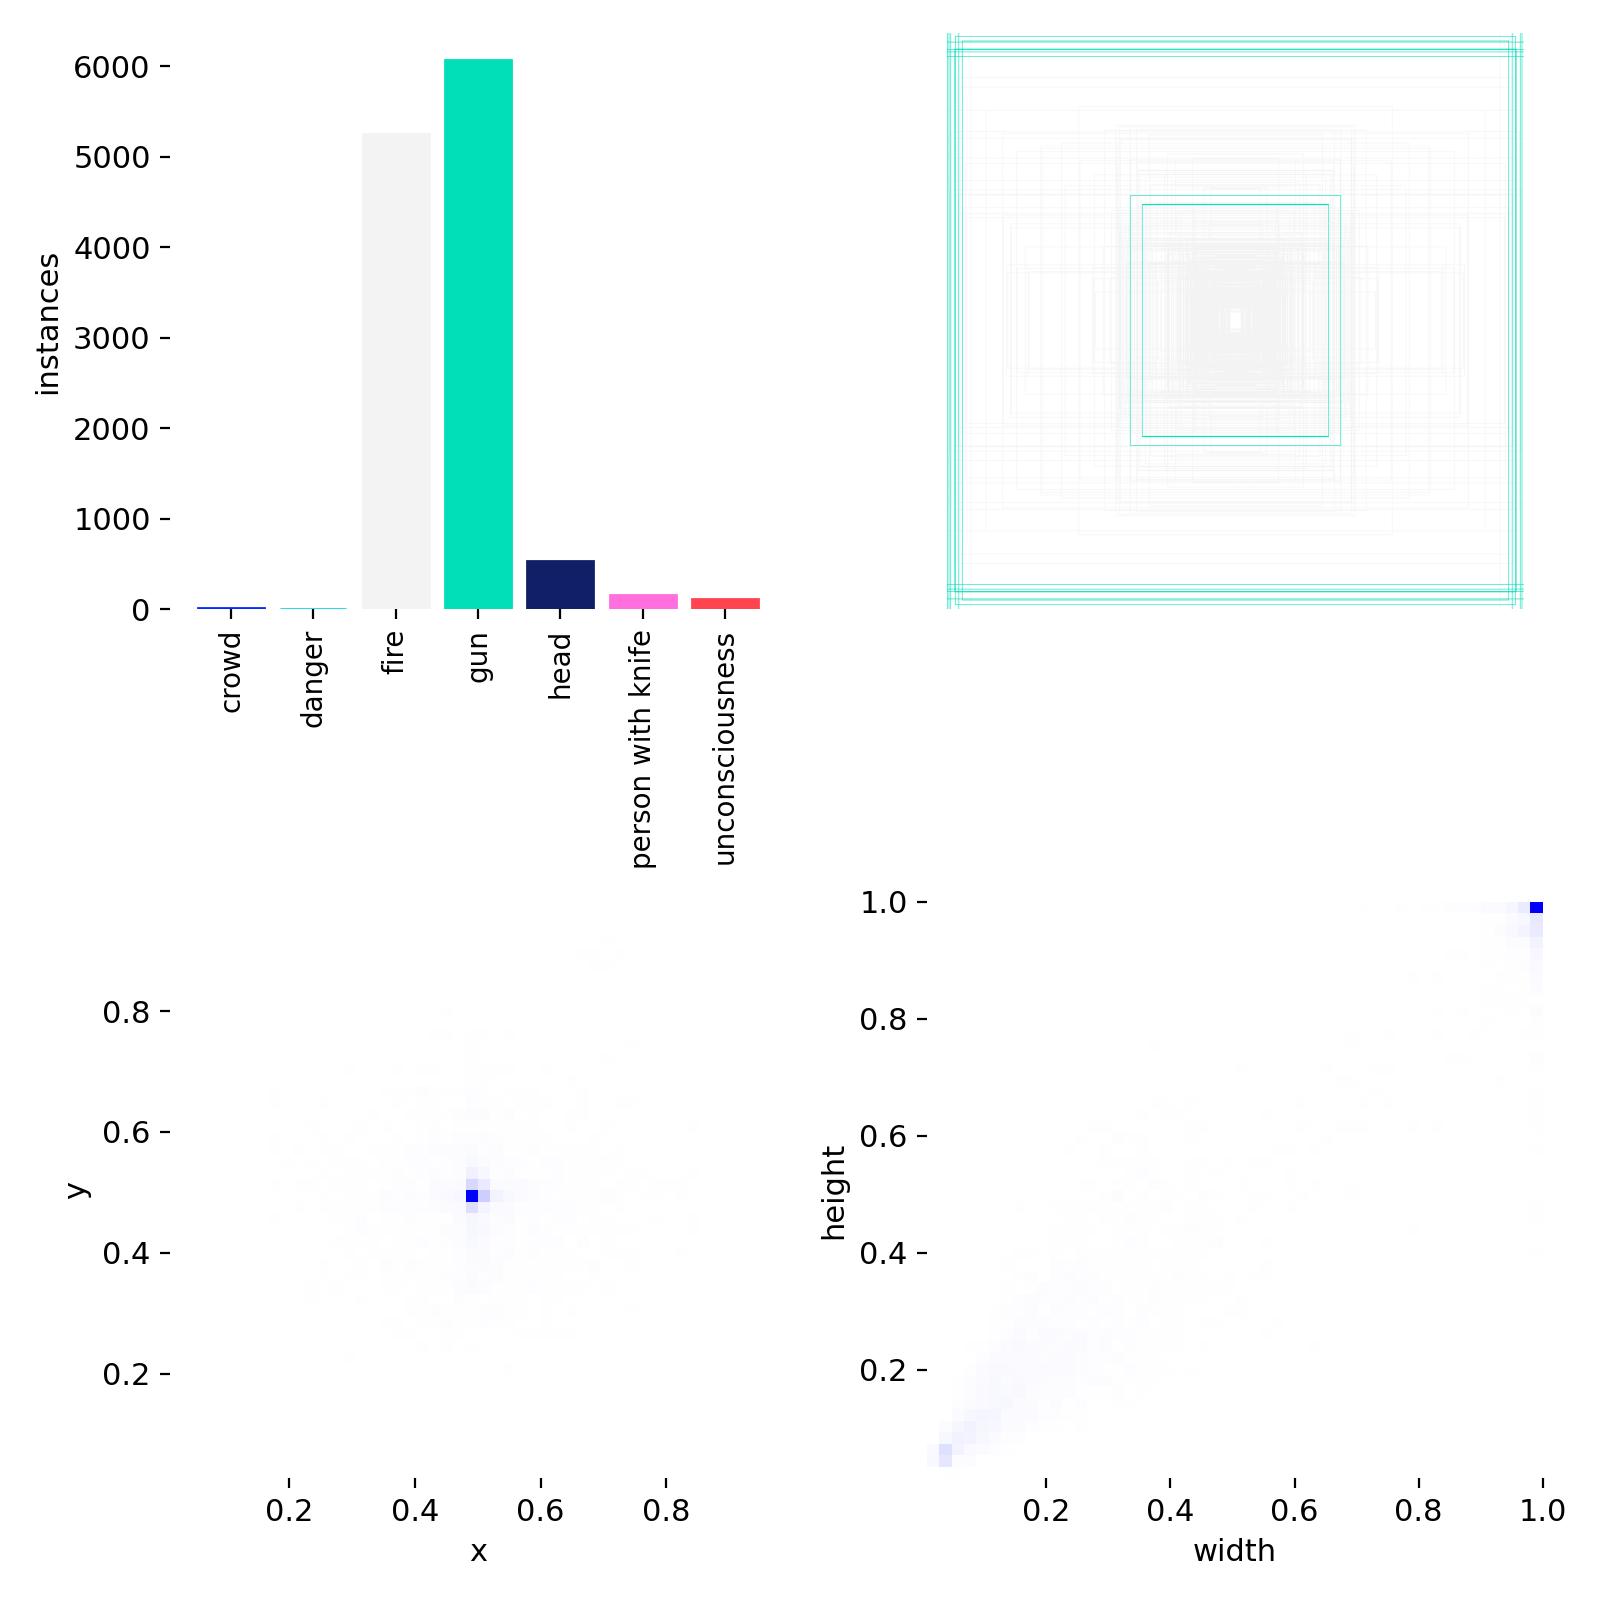 instances
6000
5000
4000
3000
2000
1000
0
crowd
danger
fire
gun
head
person with knife
unconsciousness
y
0.8
0.6
0.4
0.2
0.2 0.4 0.6 0.8
x
height
1.0
0.8
0.6
0.4
0.2
0.2 0.4 0.6 0.8 1.0
width